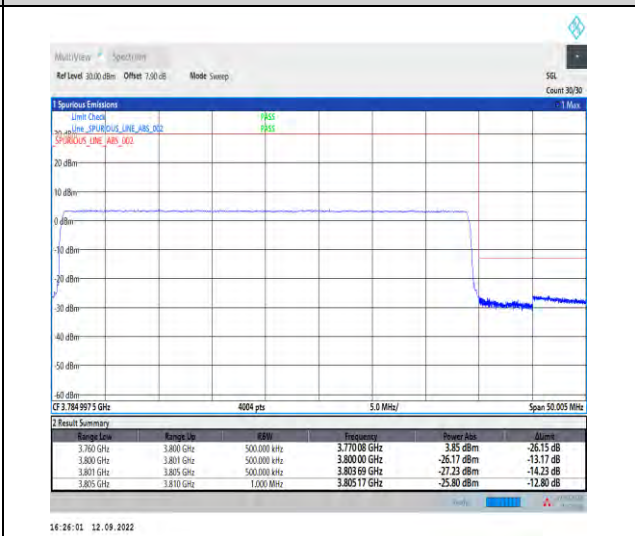 MultiView Spectrum
Ref Level 30.00 dBm Offset 7.90 dB Mode Sweep SGL
Count 30/30
1 Spurious Emissions 1 Max
Limit Check PASS
Line _SPURIOUS_LINE_ABS_002 PASS
SPURIOUS_LINE_ABS_002
20 dBm
10 dBm
0 dBm
-10 dBm
-20 dBm
-30 dBm
-40 dBm
-50 dBm
-60 dBm
CF 3.784 997 5 GHz 4004 pts 5.0 MHz/ Span 50.005 MHz
2 Result Summary
Range Low Range Up RBW Frequency Power Abs ΔLimit
3.760 GHz 3.800 GHz 500.000 kHz 3.770 08 GHz 3.85 dBm -26.15 dB
3.800 GHz 3.801 GHz 500.000 kHz 3.800 00 GHz -26.17 dBm -13.17 dB
3.801 GHz 3.805 GHz 500.000 kHz 3.803 69 GHz -27.23 dBm -14.23 dB
3.805 GHz 3.810 GHz 1.000 MHz 3.805 17 GHz -25.80 dBm -12.80 dB
Ready
16:26:01 12.09.2022